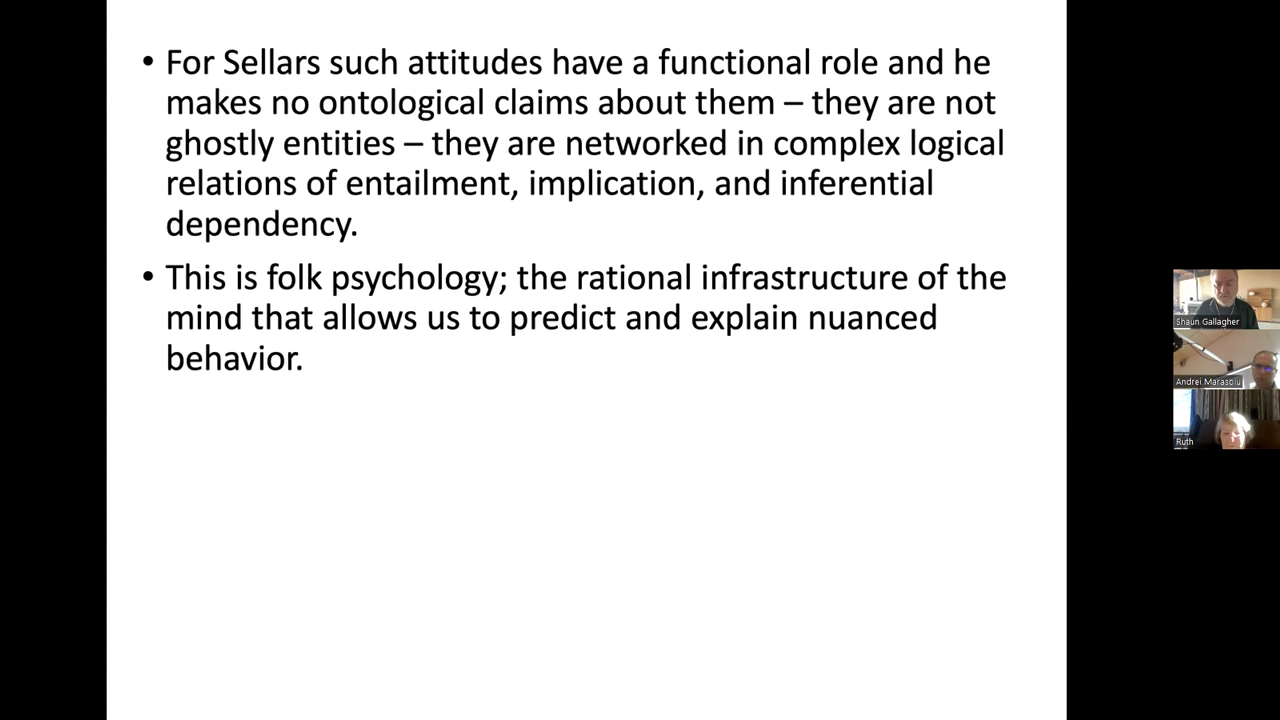 • For Sellars such attitudes have a functional role and he
makes no ontological claims about them – they are not
ghostly entities – they are networked in complex logical
relations of entailment, implication, and inferential
dependency.
• This is folk psychology; the rational infrastructure of the
mind that allows us to predict and explain nuanced
behavior.
Shaun Gallagher
Andrei Marasoiu
Ruth